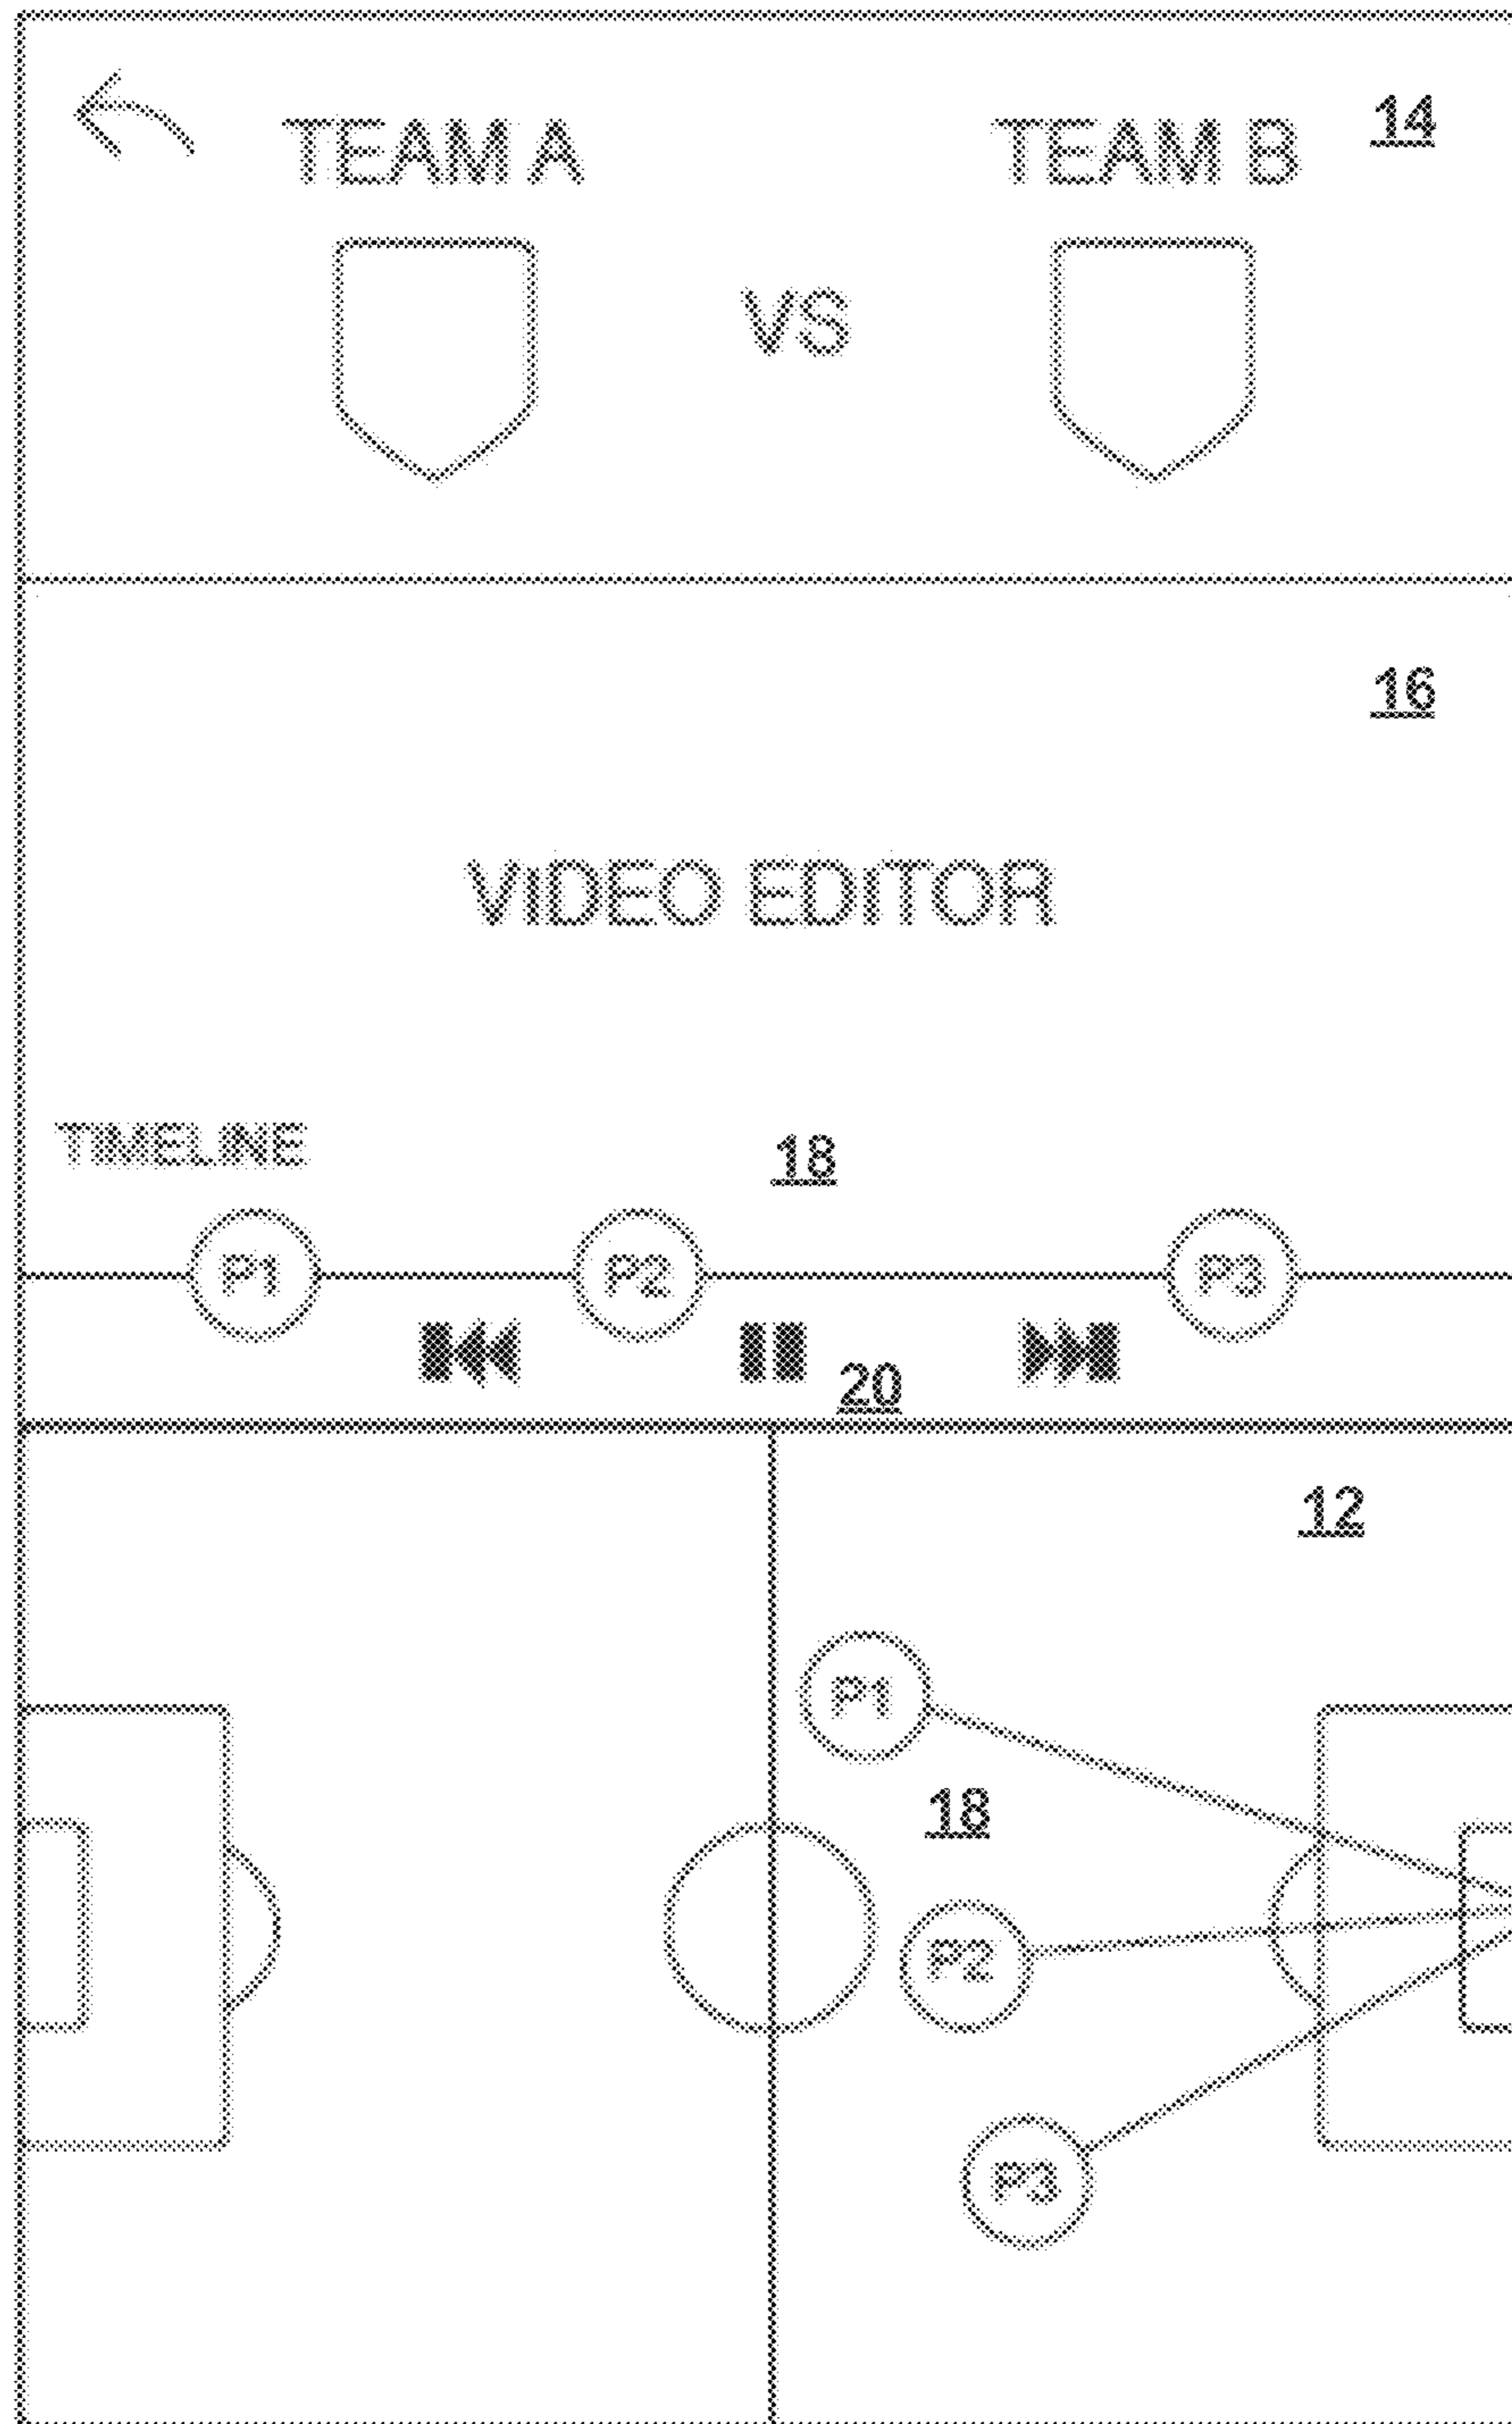 14
TEAM A TEAM B
VS
16
VIDEO EDITOR
TIMELINE
18
P1 P2 P3
20
12
P1
18
P2
P3